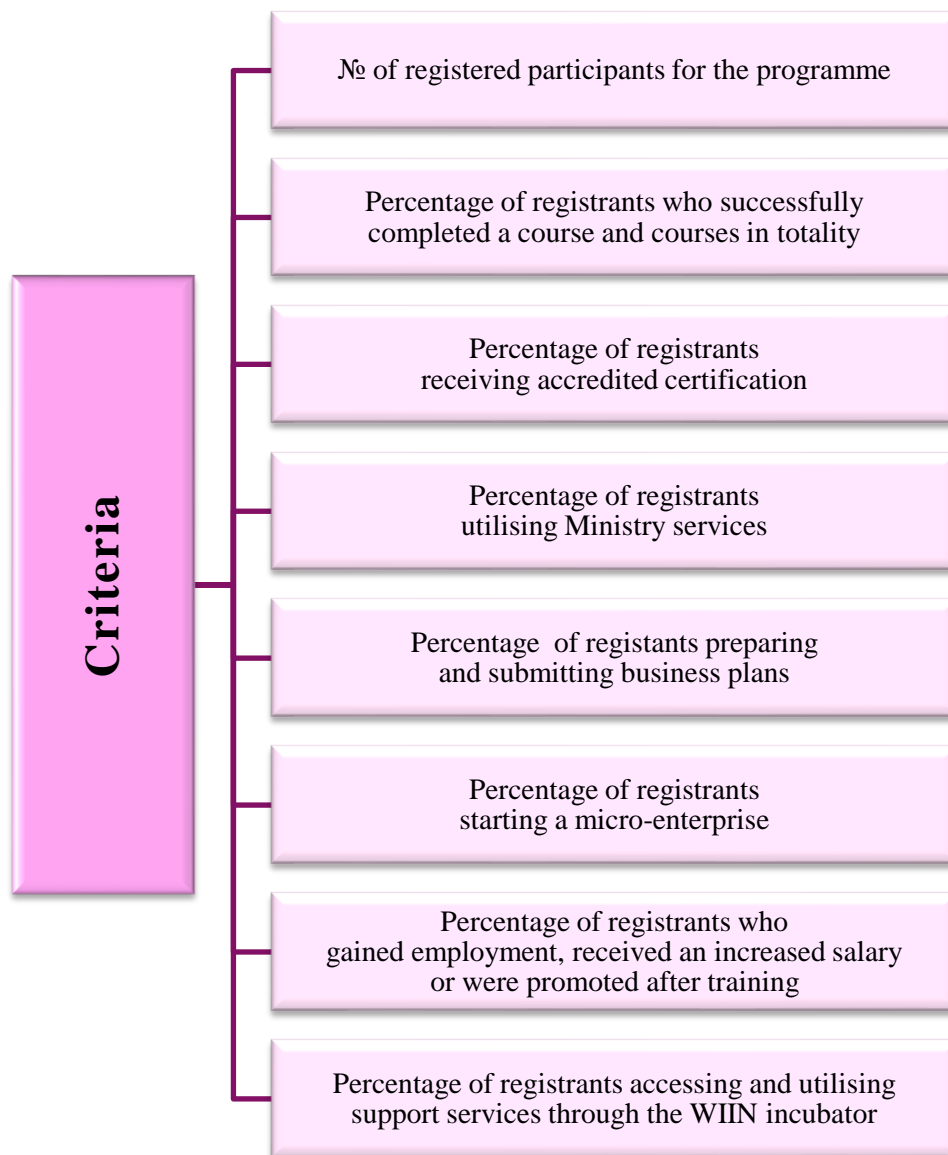 Criteria
№ of registered participants for the programme
Percentage of registrants who successfully
completed a course and courses in totality
Percentage of registrants
receiving accredited certification
Percentage of registrants
utilising Ministry services
Percentage  of registants preparing
and submitting business plans
Percentage of registrants
starting a micro-enterprise
Percentage of registrants who
gained employment, received an increased salary
or were promoted after training
Percentage of registrants accessing and utilising
support services through the WIIN incubator